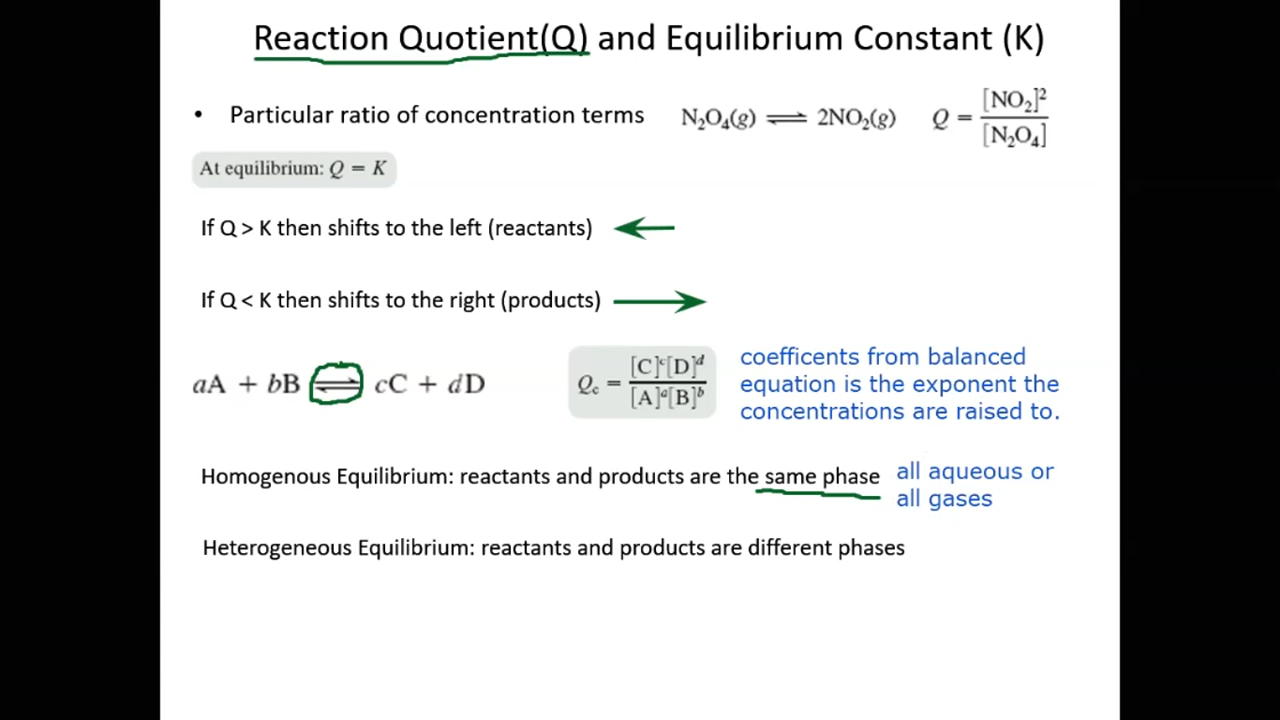 Reaction Quotient(Q) and Equilibrium Constant (K)
• Particular ratio of concentration terms N₂O₄(g) ⇌ 2NO₂(g) Q = [NO₂]² / [N₂O₄]
At equilibrium: Q = K
If Q > K then shifts to the left (reactants) ←
If Q < K then shifts to the right (products) →
aA + bB ⇌ cC + dD Q꜀ = [C]ᶜ[D]ᵈ / [A]ᵃ[B]ᵇ
coefficents from balanced
equation is the exponent the
concentrations are raised to.
Homogenous Equilibrium: reactants and products are the same phase
all aqueous or
all gases
Heterogeneous Equilibrium: reactants and products are different phases